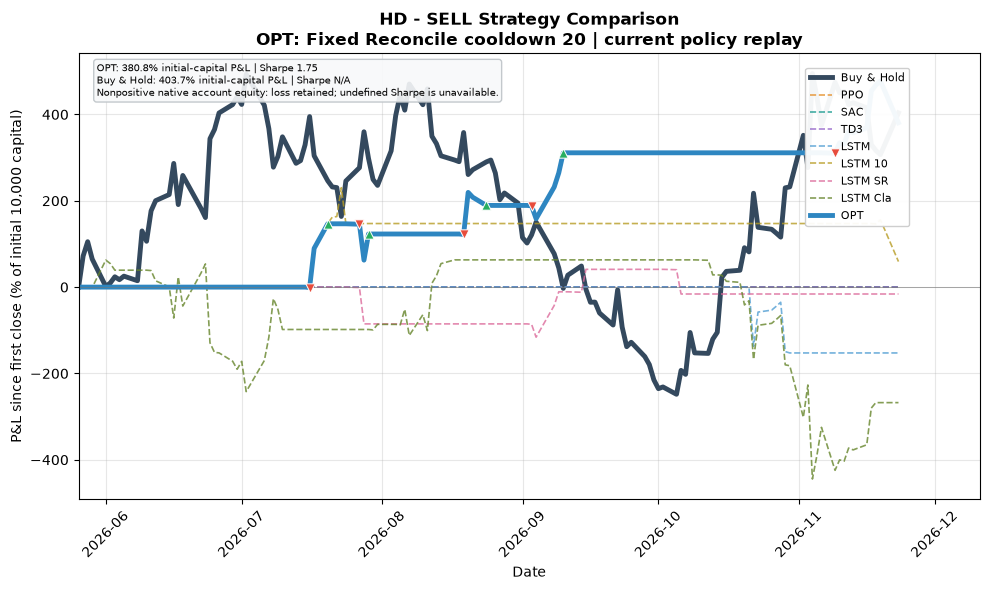 HD - SELL Strategy Comparison
OPT: Fixed Reconcile cooldown 20 | current policy replay
OPT: 380.8% initial-capital P&L | Sharpe 1.75
Buy & Hold: 403.7% initial-capital P&L | Sharpe N/A
Nonpositive native account equity: loss retained; undefined Sharpe is unavailable.
Buy & Hold
PPO
SAC
TD3
LSTM
LSTM 10
LSTM SR
LSTM Cla
OPT
P&L since first close (% of initial 10,000 capital)
400
200
0
−200
−400
2026-06
2026-07
2026-08
2026-09
2026-10
2026-11
2026-12
Date